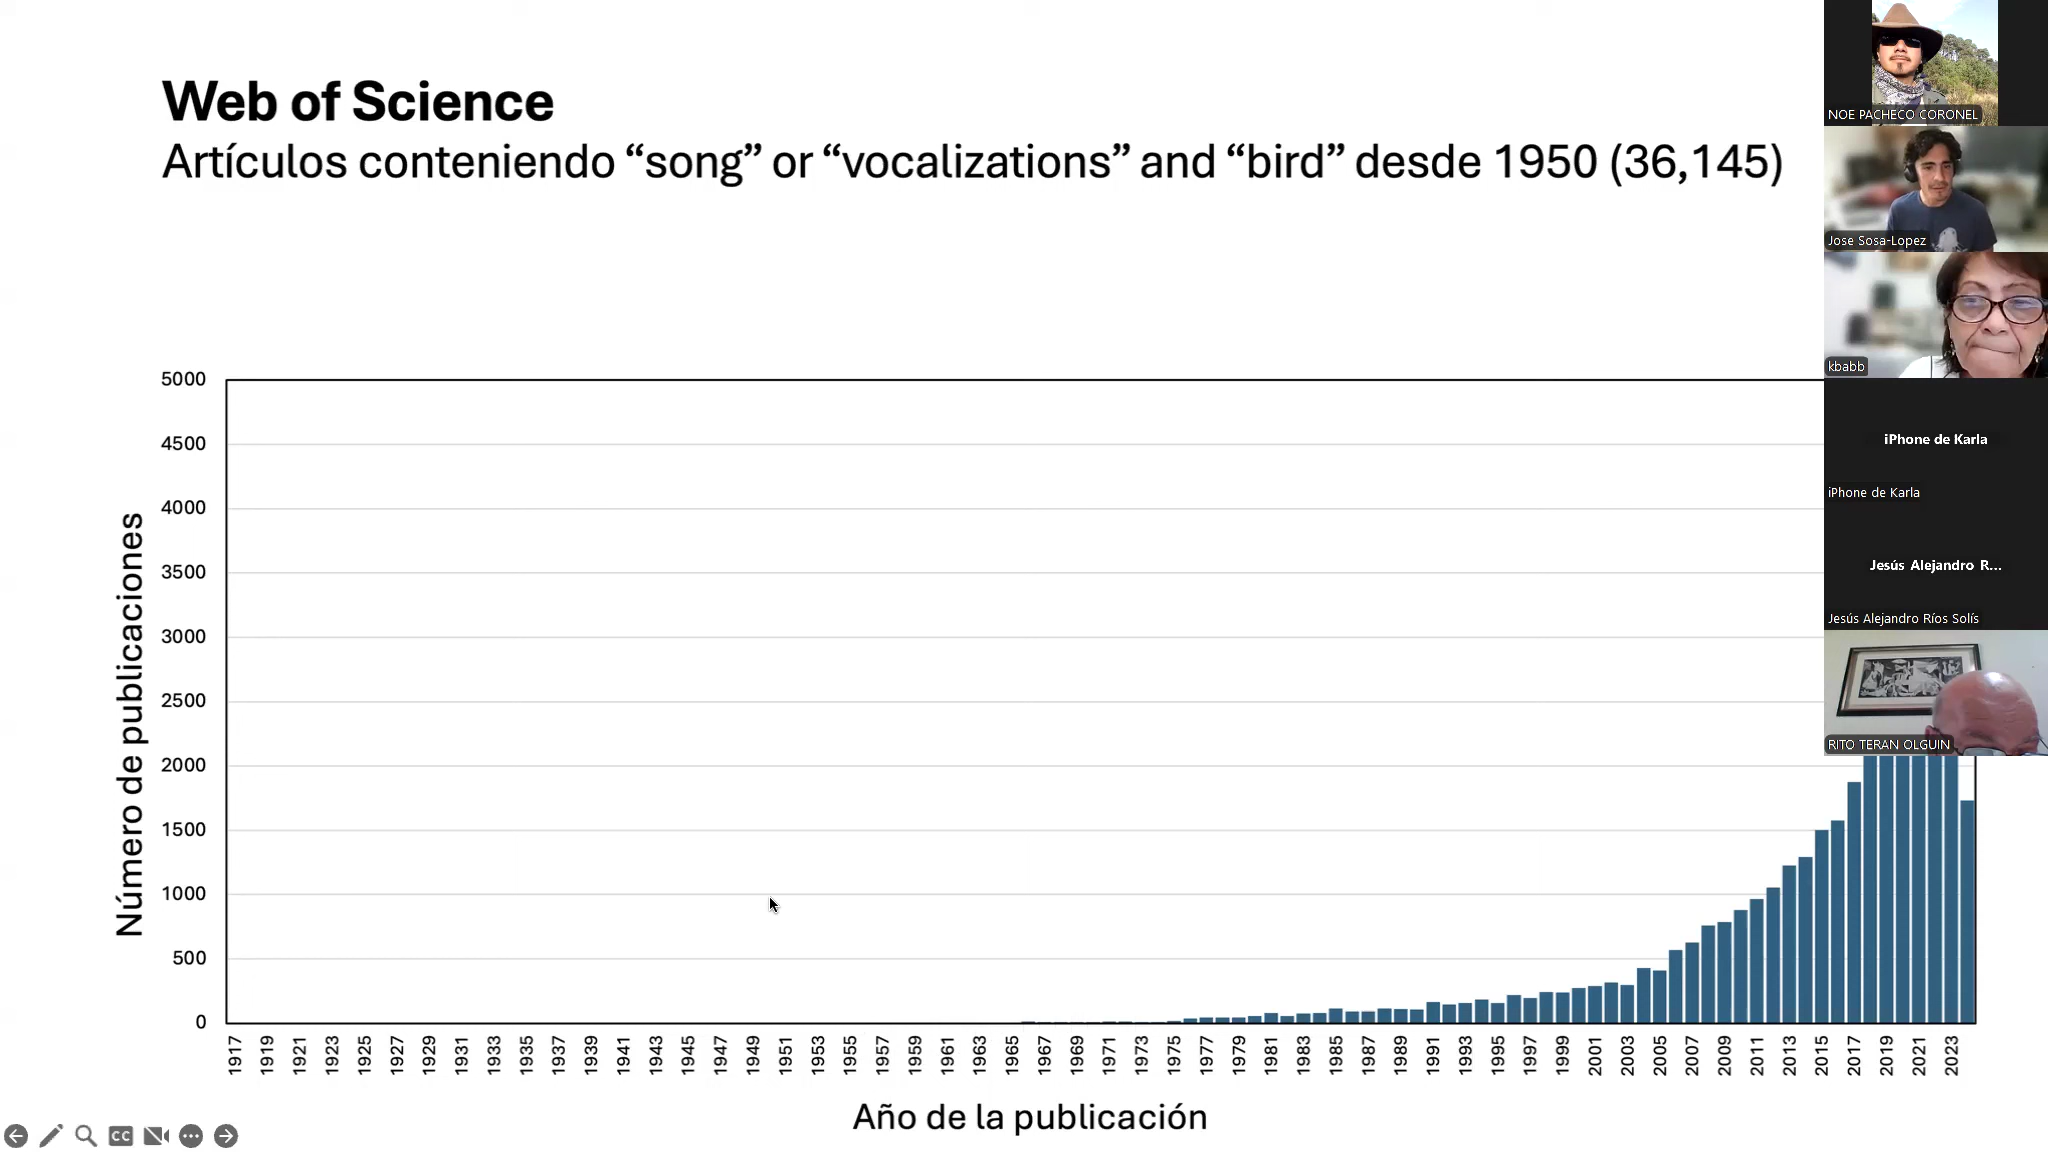 Web of Science
Artículos conteniendo “song” or “vocalizations” and “bird” desde 1950 (36,145)
Número de publicaciones
5000
4500
4000
3500
3000
2500
2000
1500
1000
500
0
1917 1919 1921 1923 1925 1927 1929 1931 1933 1935 1937 1939 1941 1943 1945 1947 1949 1951 1953 1955 1957 1959 1961 1963 1965 1967 1969 1971 1973 1975 1977 1979 1981 1983 1985 1987 1989 1991 1993 1995 1997 1999 2001 2003 2005 2007 2009 2011 2013 2015 2017 2019 2021 2023
Año de la publicación
CC
NOE PACHECO CORONEL
Jose Sosa-Lopez
kbabb
iPhone de Karla
iPhone de Karla
Jesús Alejandro R...
Jesús Alejandro Ríos Solís
RITO TERAN OLGUIN